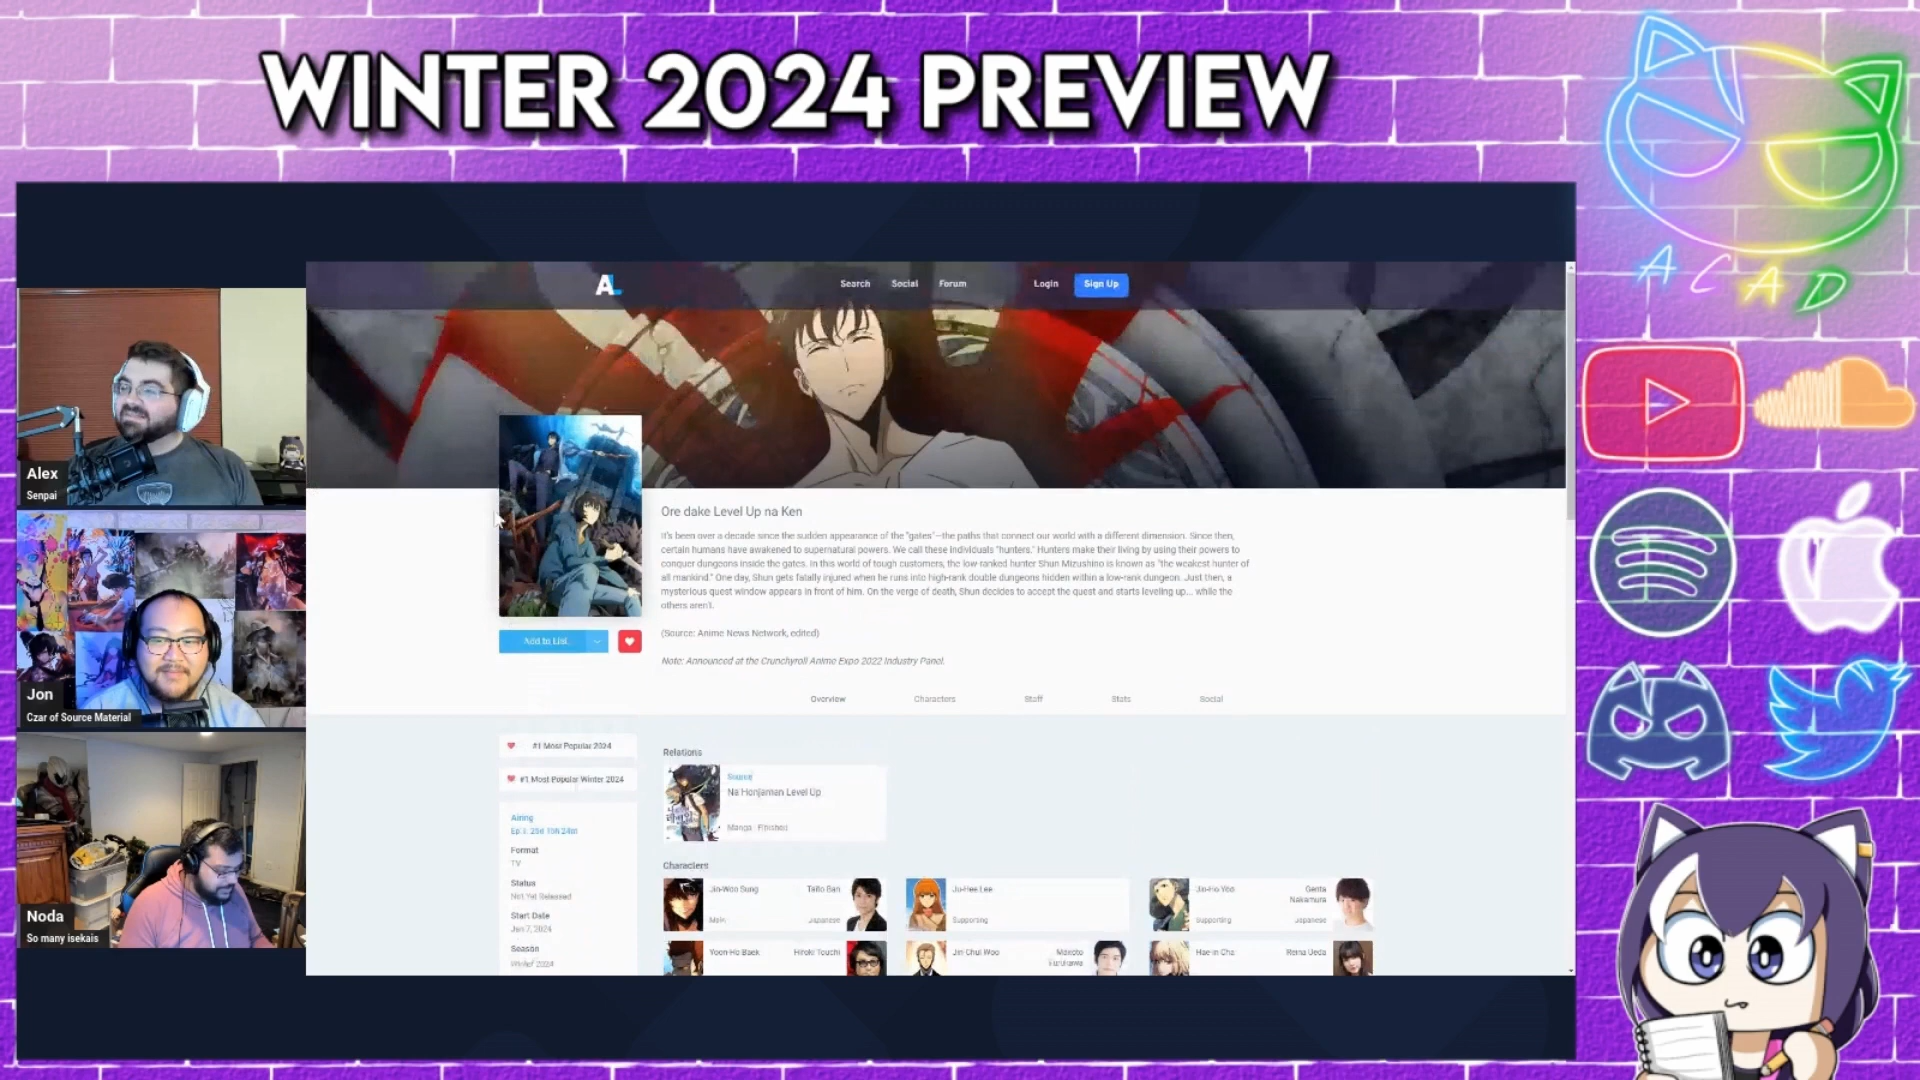 WINTER 2024 PREVIEW
ACAD
AL
Search
Social
Forum
Login
Sign Up
Alex
Senpai
Jon
Czar of Source Material
Noda
So many isekais
Ore dake Level Up na Ken
It's been over a decade since the sudden appearance of the "gates"—the paths that connect our world with a different dimension. Since then,
certain humans have awakened to supernatural powers. We call these individuals "hunters." Hunters make their living by using their powers to
conquer dungeons inside the gates. In this world of tough customers, the low-ranked hunter Shun Mizushino is known as "the weakest hunter of
all mankind." One day, Shun gets fatally injured when he runs into high-rank double dungeons hidden within a low-rank dungeon. Just then, a
mysterious quest window appears in front of him. On the verge of death, Shun decides to accept the quest and starts leveling up... while the
others aren't.
(Source: Anime News Network, edited)
Note: Announced at the Crunchyroll Anime Expo 2022 Industry Panel.
Add to List
Overview
Characters
Staff
Stats
Social
#1 Most Popular 2024
#1 Most Popular Winter 2024
Airing
Format
TV
Status
Not Yet Released
Start Date
Jan 7, 2024
Season
Winter 2024
Relations
Source
Na Honjaman Level Up
Manga · Finished
Characters
Jin-Woo Sung
Main
Taito Ban
Japanese
Ju-Hee Lee
Supporting
Jin-Ho Yoo
Supporting
Genta
Nakamura
Japanese
Yoon-Ho Baek
Hiroki Touchi
Jin-Chul Woo
Makoto
Furukawa
Hae-in Cha
Reina Ueda